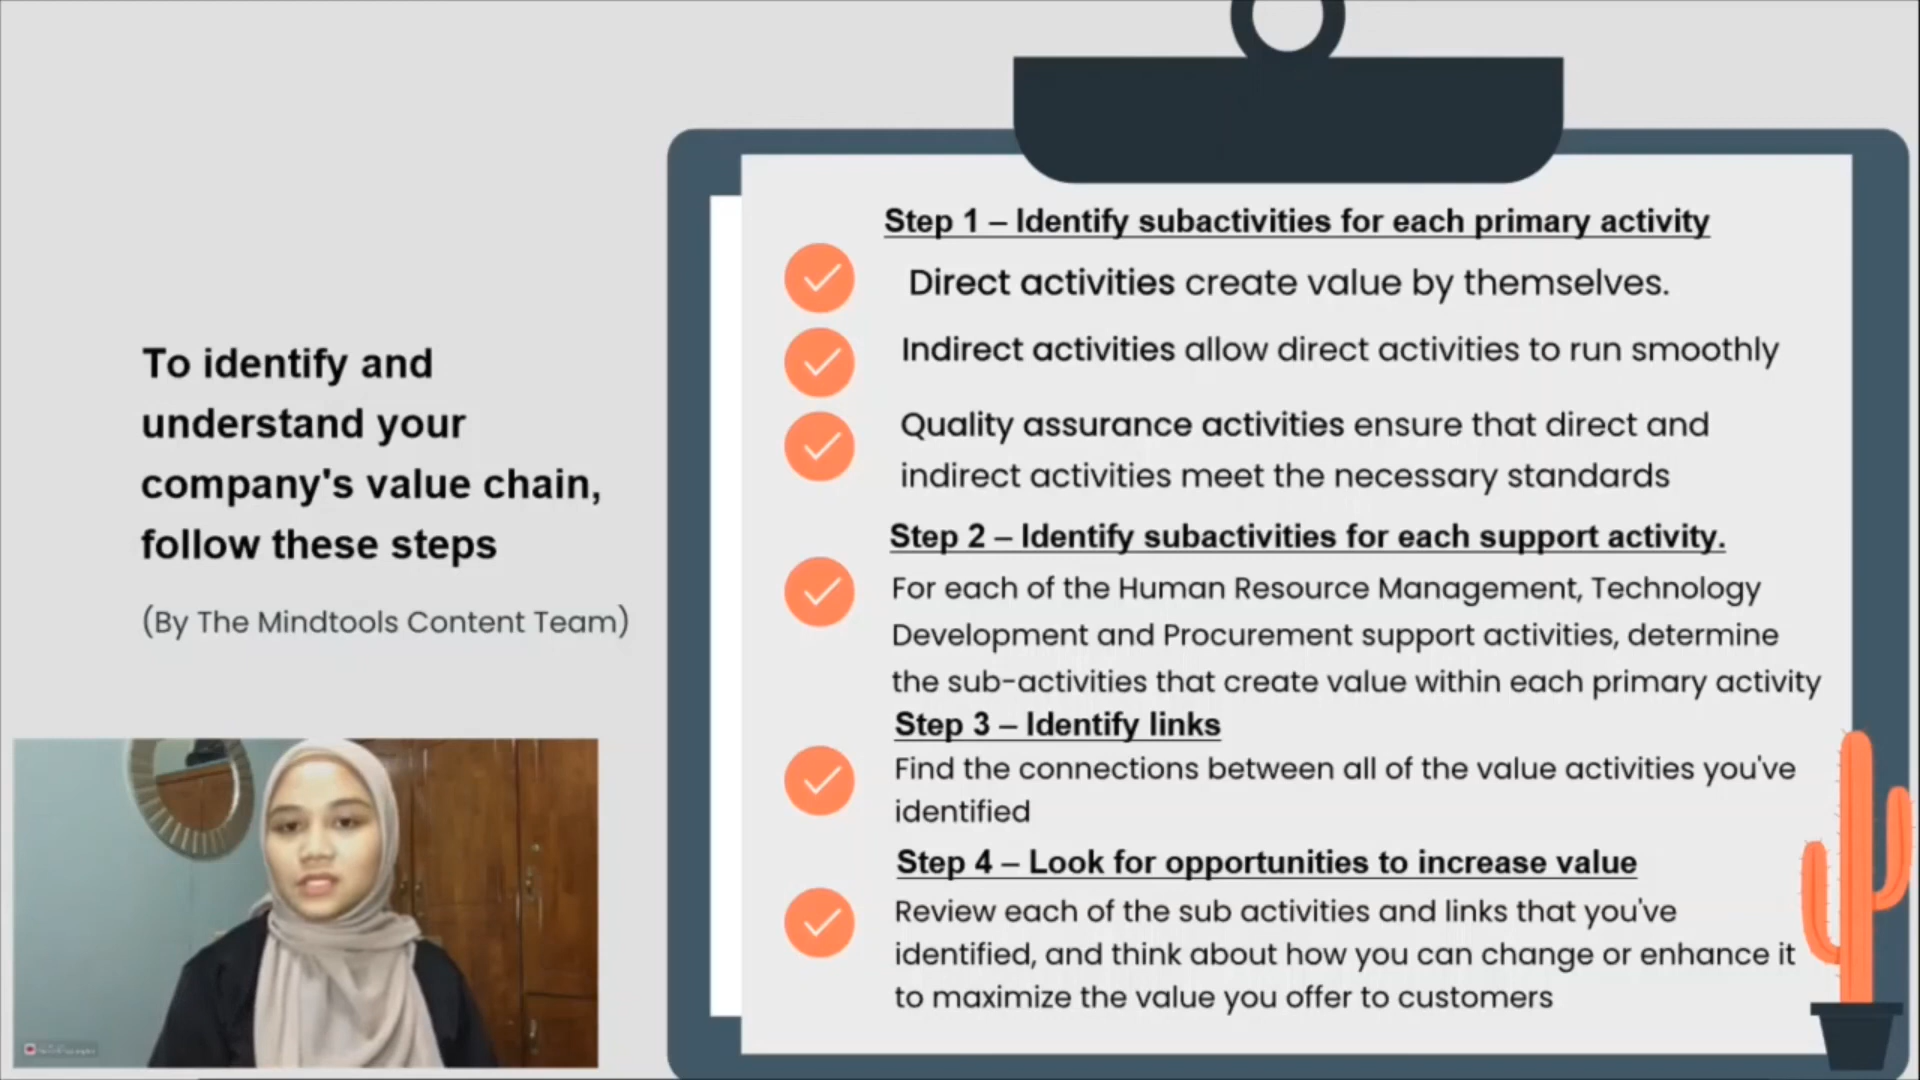 To identify and
understand your
company's value chain,
follow these steps
(By The Mindtools Content Team)
Step 1 – Identify subactivities for each primary activity
Direct activities create value by themselves.
Indirect activities allow direct activities to run smoothly
Quality assurance activities ensure that direct and
indirect activities meet the necessary standards
Step 2 – Identify subactivities for each support activity.
For each of the Human Resource Management, Technology
Development and Procurement support activities, determine
the sub-activities that create value within each primary activity
Step 3 – Identify links
Find the connections between all of the value activities you've
identified
Step 4 – Look for opportunities to increase value
Review each of the sub activities and links that you've
identified, and think about how you can change or enhance it
to maximize the value you offer to customers